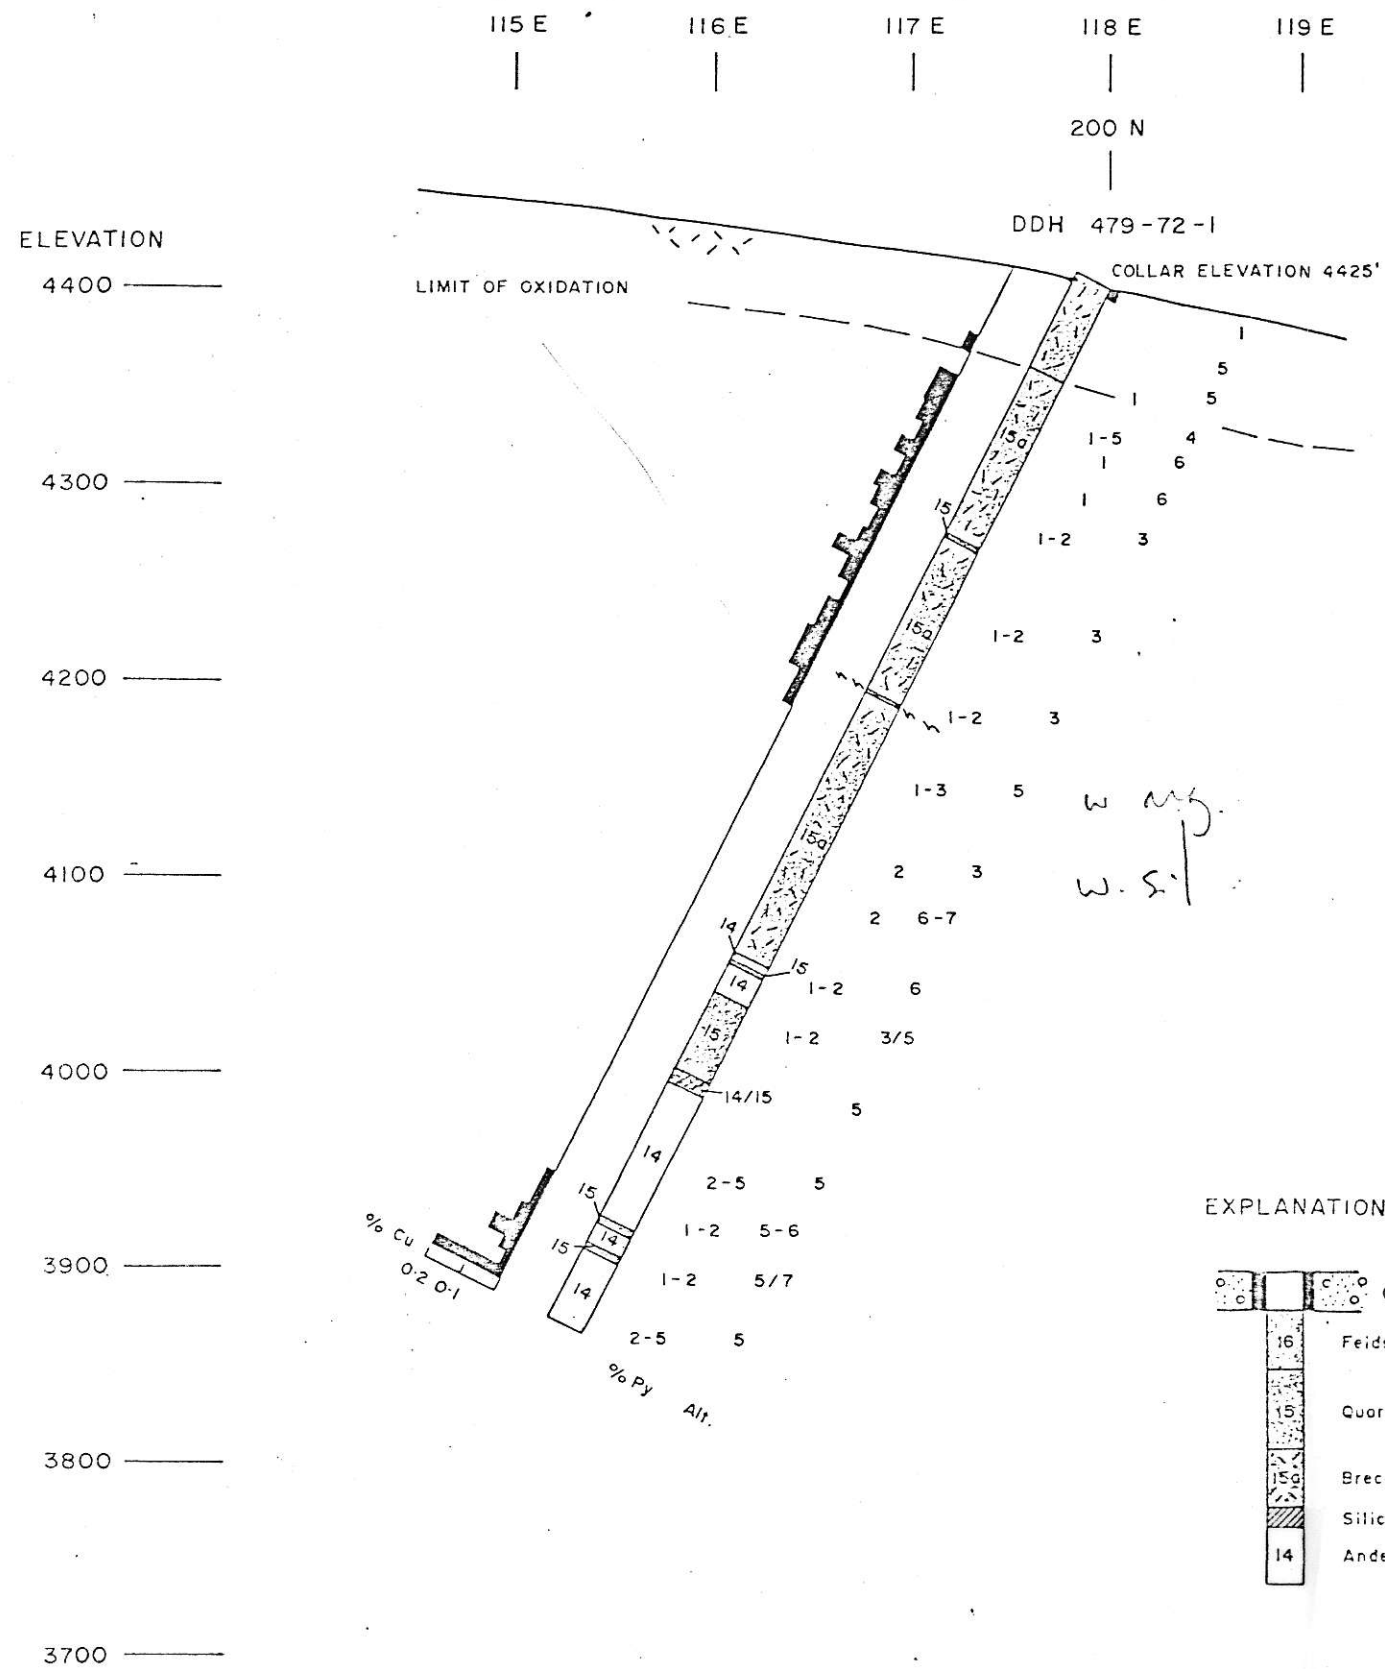 115 E 116 E 117 E 118 E 119 E
200 N
DDH 479-72-1
ELEVATION
COLLAR ELEVATION 4425'
4400
LIMIT OF OXIDATION
1
5
1 5
15a
1-5 4
1 6
4300
1 6
15
1-2 3
15a
1-2 3
4200
1-2 3
1-3 5
w
15a
4100
2 3
w. Sil
2 6-7
14
15
14
1-2 6
15
1-2 3/5
4000
14/15
5
14
2-5 5
15
EXPLANATION
% Cu
14
1-2 5-6
15
3900
0.2 0.1
1-2 5/7
14
2-5 5
16 Felds
% Py
Alt.
15 Quar
3800
15a Brec
Silic
14 Ande
3700